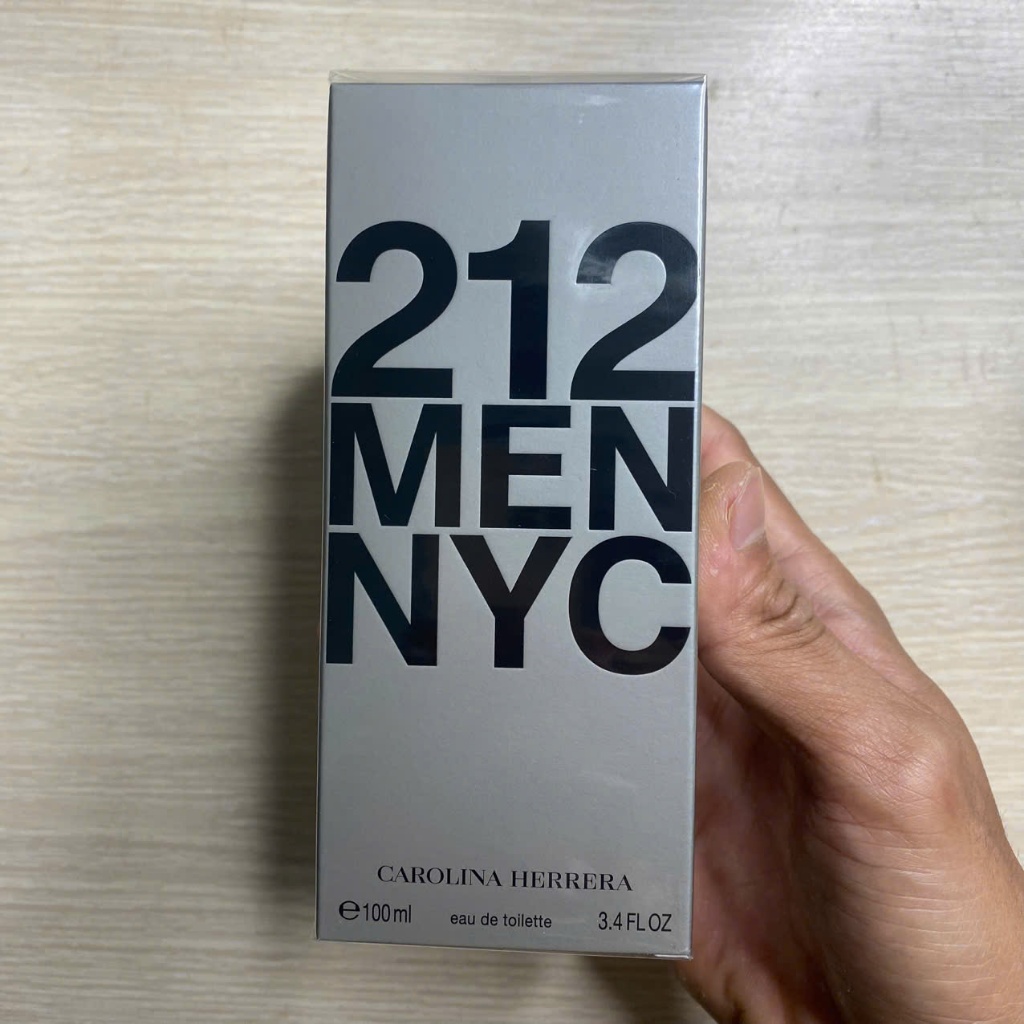 212
MEN
NYC
CAROLINA HERRERA
℮100ml eau de toilette 3.4 FL OZ